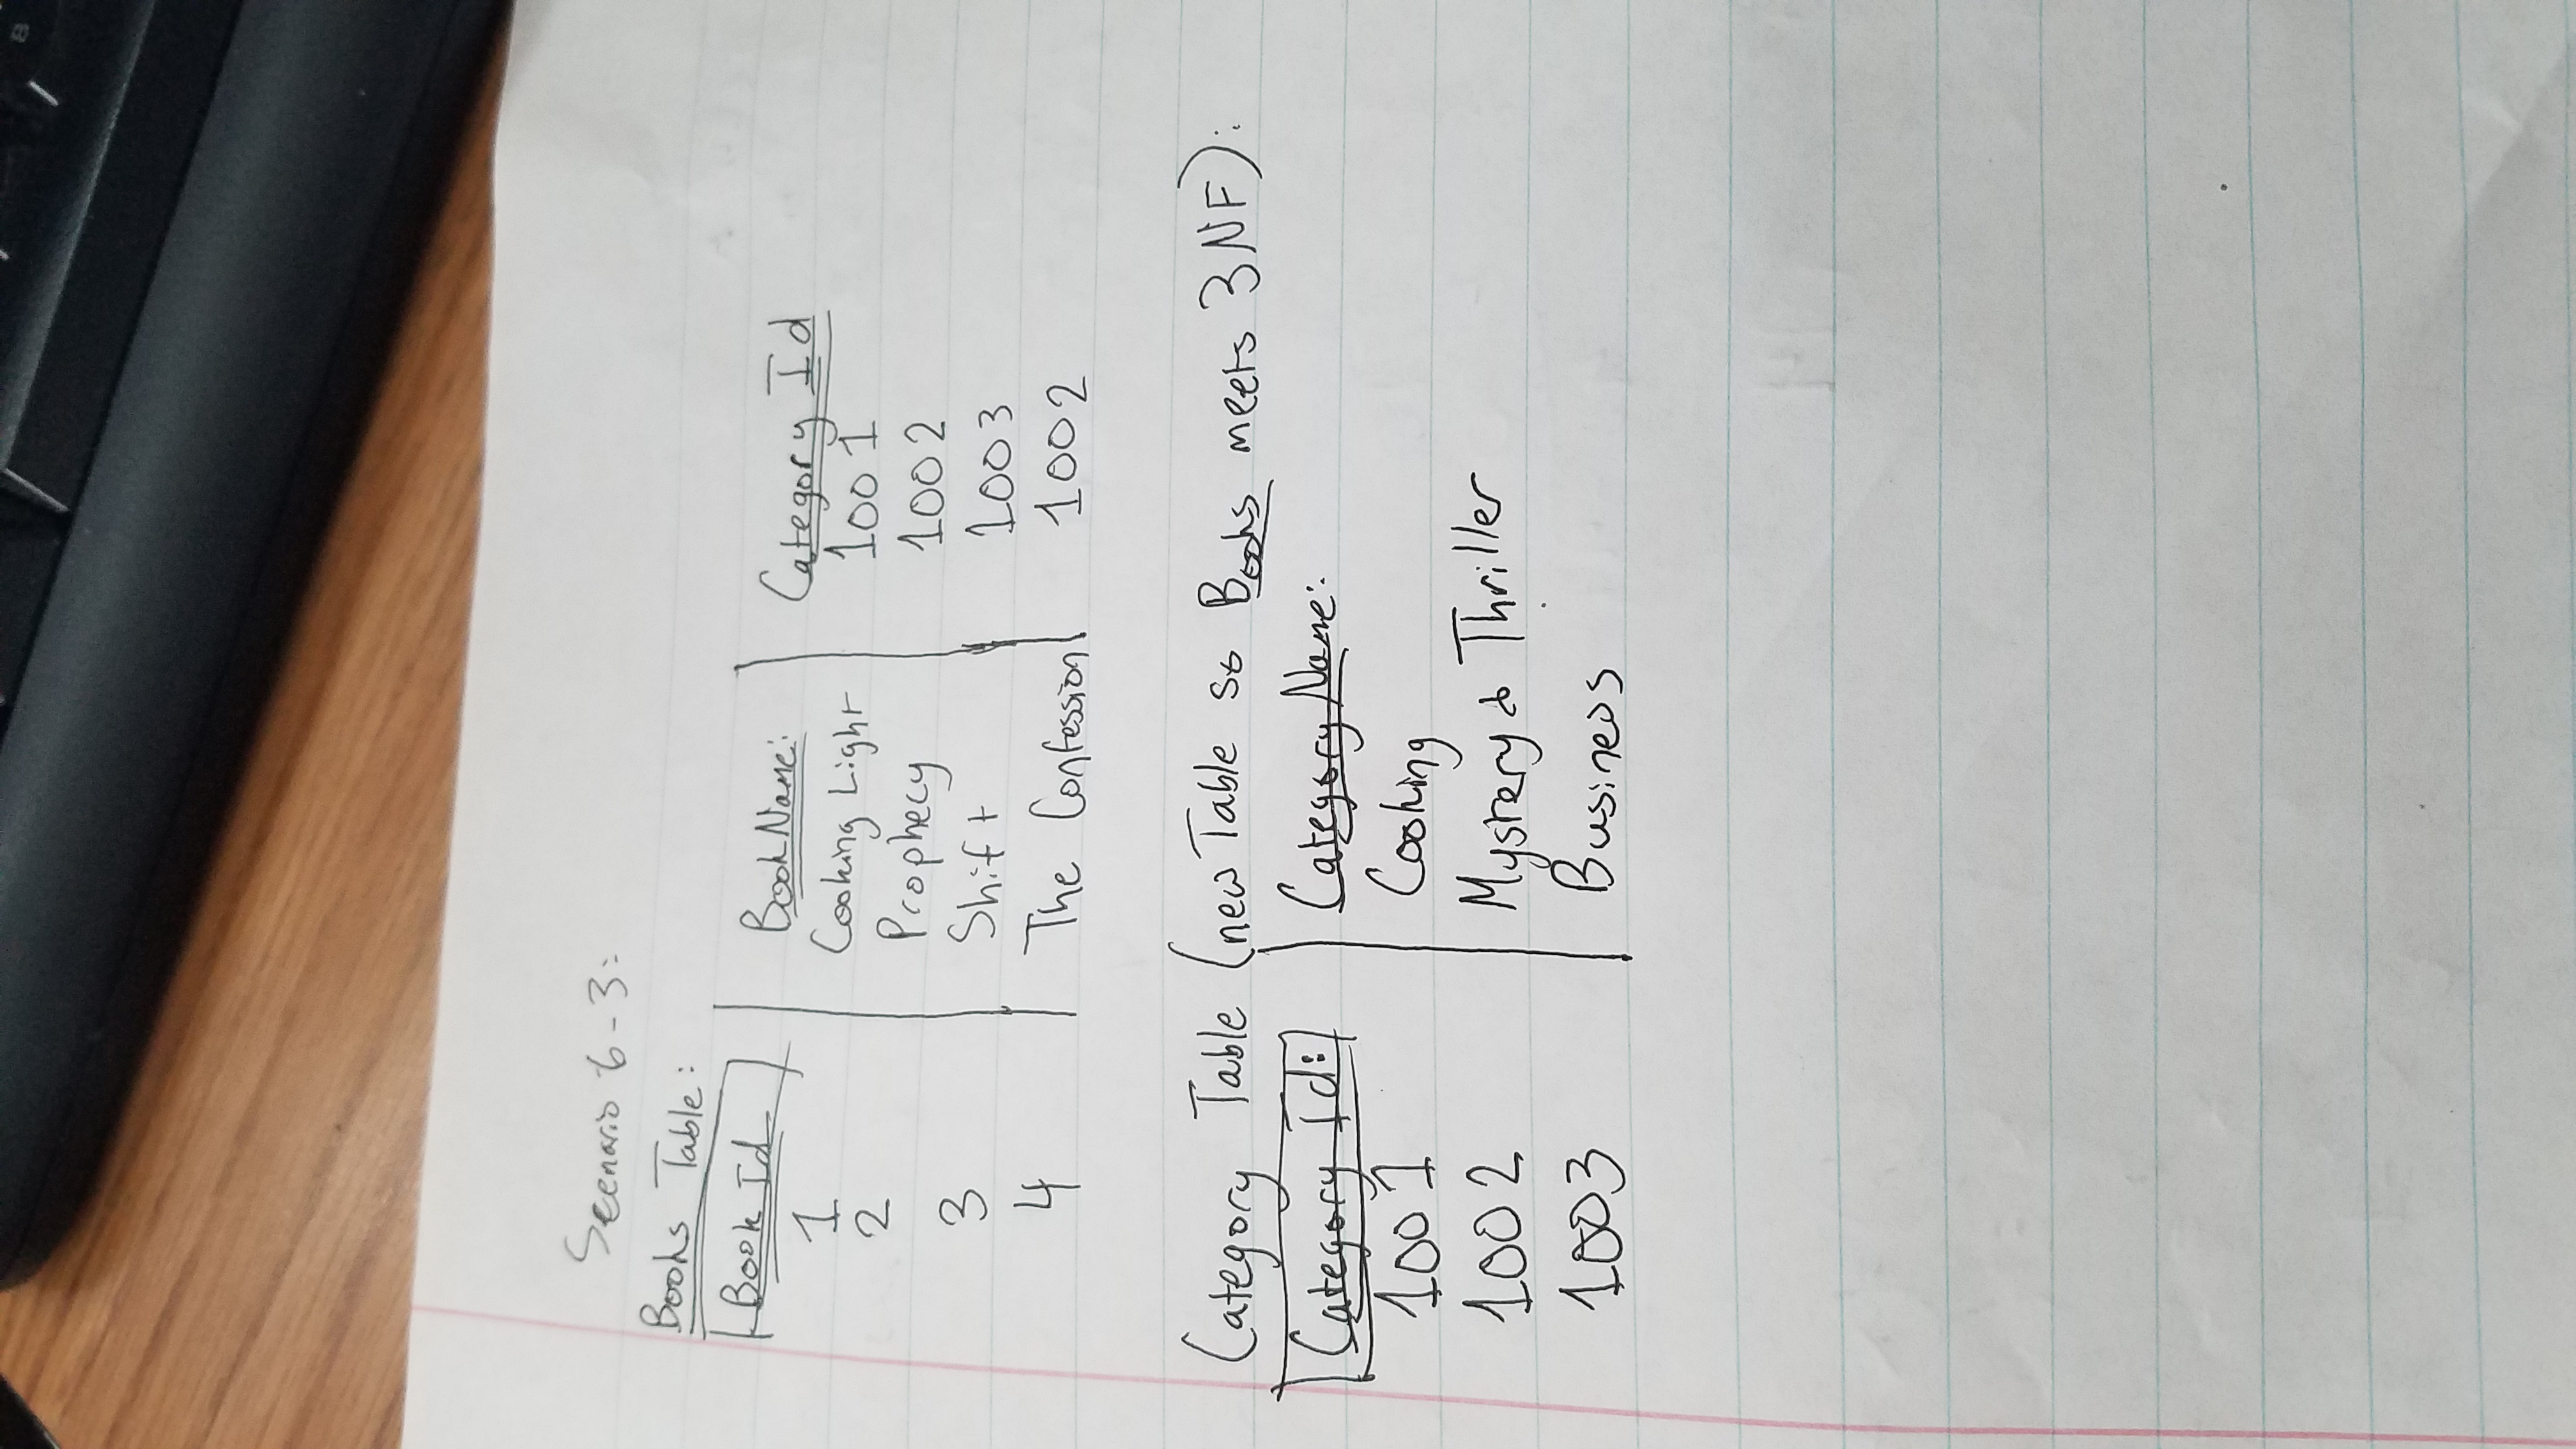 Scenario 6-3:
Books Table:
Book Id | Book Name: | Category Id
1 | Cooking Light | 1001
2 | Prophecy | 1002
3 | Shift | 1003
4 | The Confession | 1002
Category Table (new Table so Books meets 3NF):
Category Id: | Category Name:
1001 | Cooking
1002 | Mystery & Thriller
1003 | Business
B